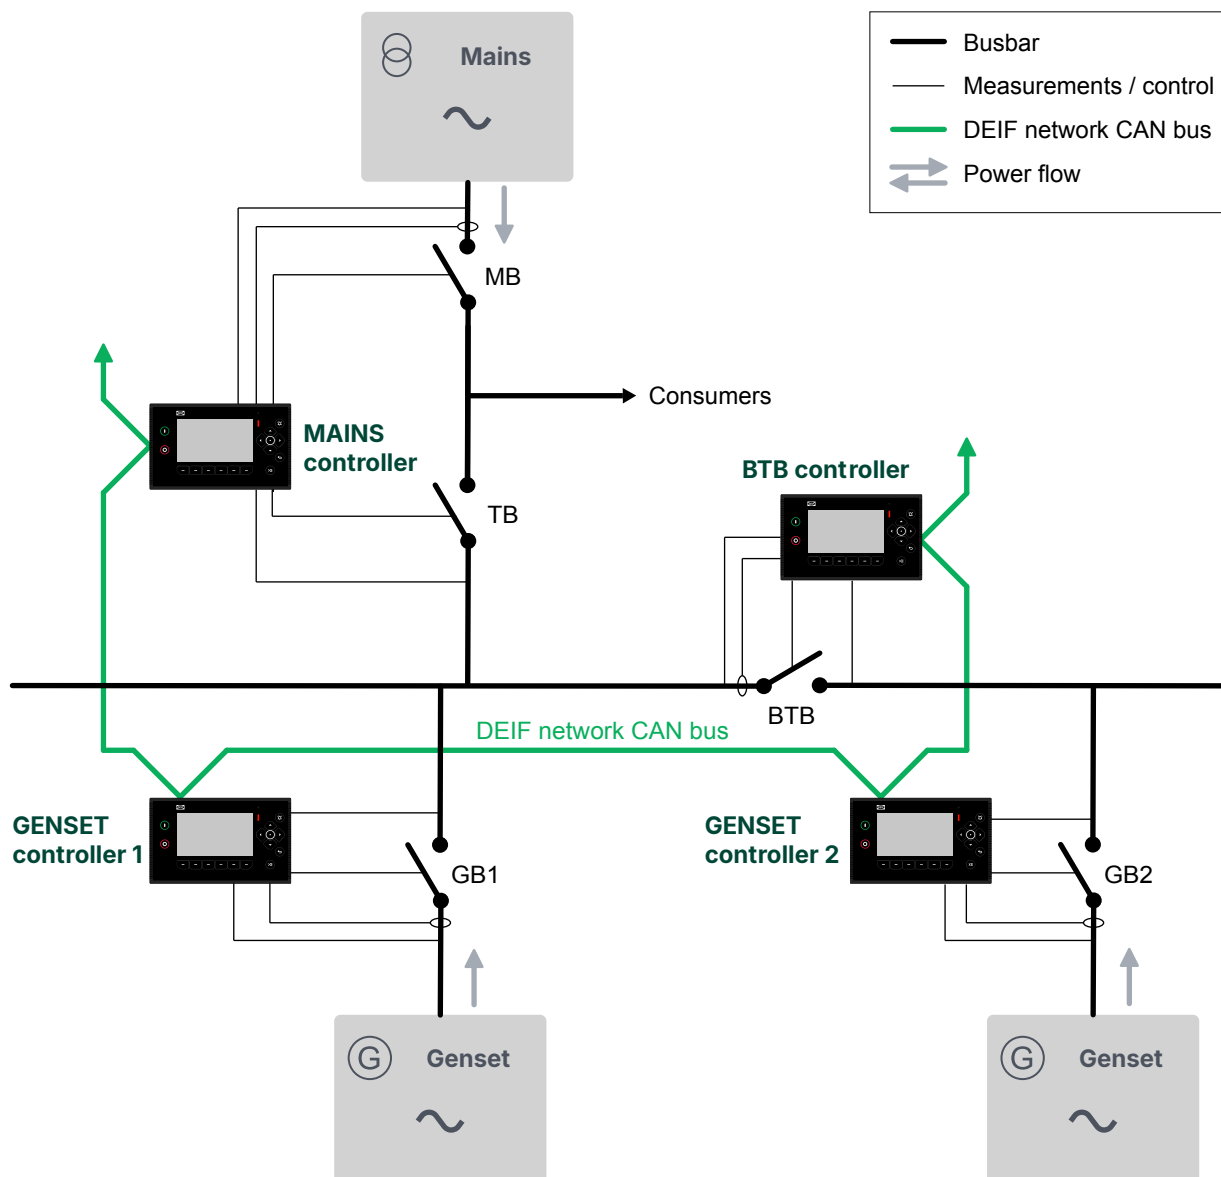 Mains
Busbar
Measurements / control
DEIF network CAN bus
Power flow
MB
Consumers
MAINS
controller
BTB controller
TB
BTB
DEIF network CAN bus
GENSET
controller 1
GB1
GENSET
controller 2
GB2
G
Genset
G
Genset